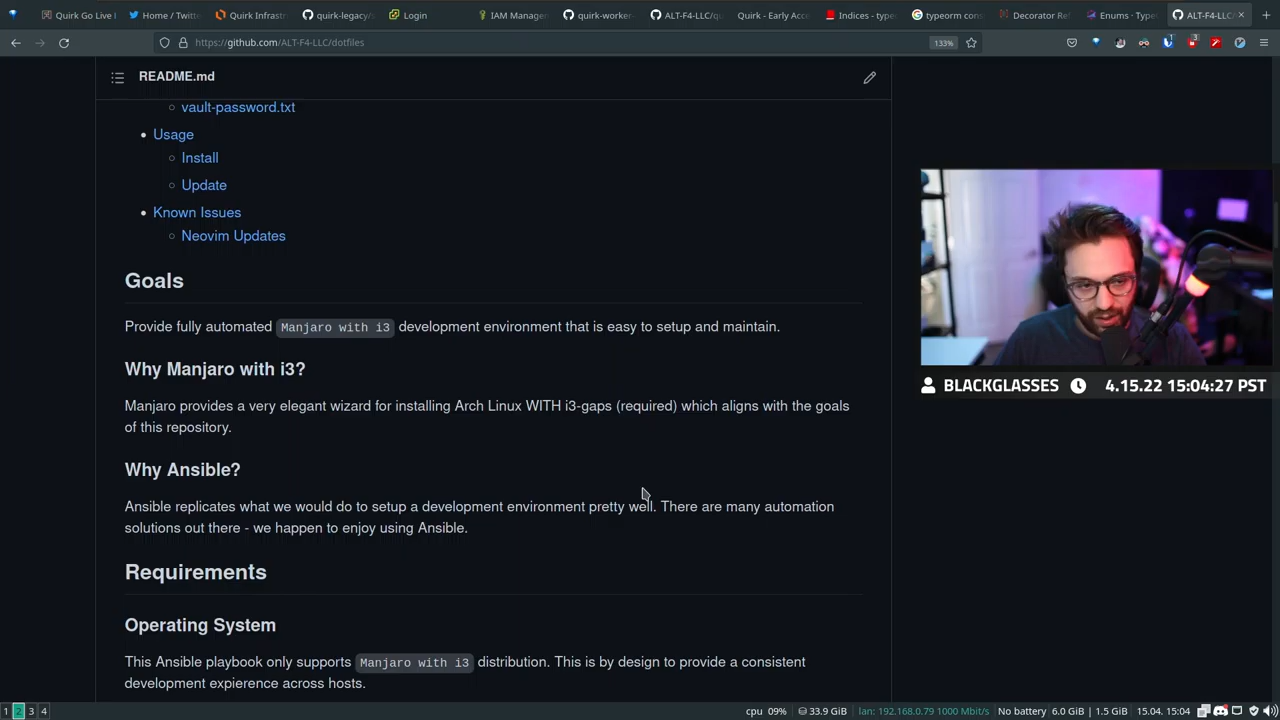 Quirk Go Live I
Home / Twitt
Quirk Infrastr
quirk-legacy/
Login
IAM Manage
quirk-worker-
ALT-F4-LLC/qu
Quirk - Early Acce
Indices - type
typeorm cons
Decorator Ref
Enums - Type
ALT-F4-LLC/
https://github.com/ALT-F4-LLC/dotfiles
133%
1
3
README.md
vault-password.txt
Usage
Install
Update
Known Issues
Neovim Updates
Goals
Provide fully automated Manjaro with i3 development environment that is easy to setup and maintain.
Why Manjaro with i3?
Manjaro provides a very elegant wizard for installing Arch Linux WITH i3-gaps (required) which aligns with the goals
of this repository.
Why Ansible?
Ansible replicates what we would do to setup a development environment pretty well. There are many automation
solutions out there - we happen to enjoy using Ansible.
Requirements
Operating System
This Ansible playbook only supports Manjaro with i3 distribution. This is by design to provide a consistent
development expierence across hosts.
BLACKGLASSES 4.15.22 15:04:27 PST
1 2 3 4
cpu 09% 33.9 GiB lan: 192.168.0.79 1000 Mbit/s No battery 6.0 GiB | 1.5 GiB 15.04. 15:04